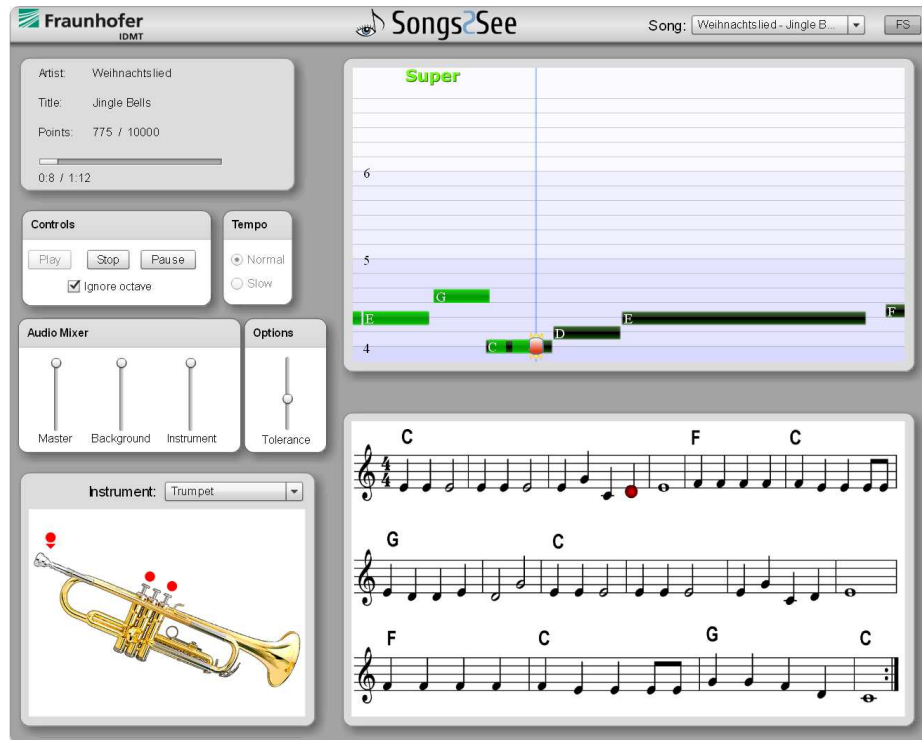 Fraunhofer
IDMT
Songs2See
Song: Weihnachtslied - Jingle B...
FS
Artist: Weihnachtslied
Title: Jingle Bells
Points: 775 / 10000
0:8 / 1:12
Controls
Play Stop Pause
Ignore octave
Tempo
Normal
Slow
Audio Mixer
Master Background Instrument
Options
Tolerance
Instrument: Trumpet
Super
6
5
G
E E F
D
C
4
C F C
4
4
G C
F C G C